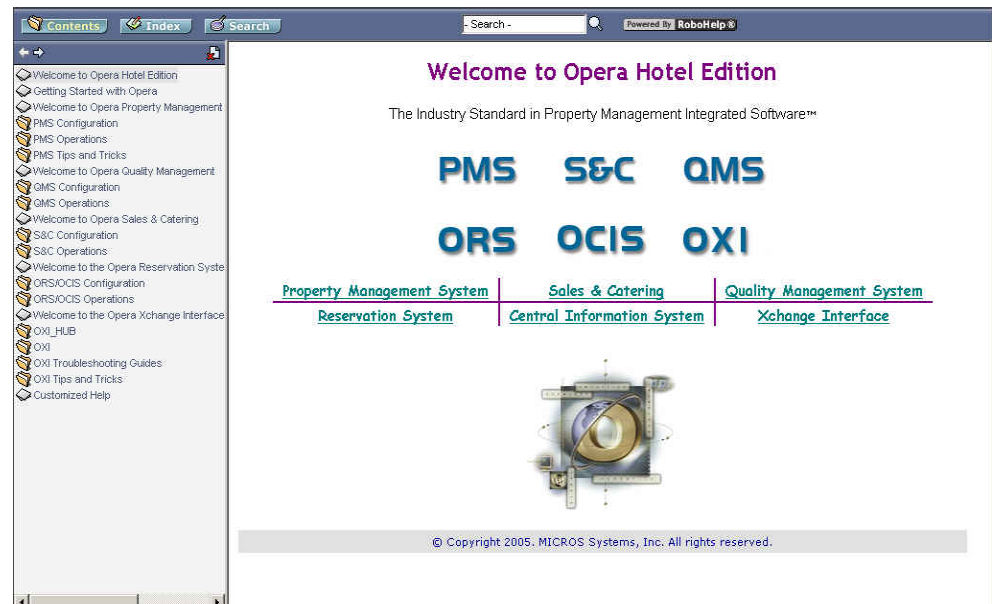 Contents Index Search - Search - Powered By RoboHelp®
Welcome to Opera Hotel Edition
Getting Started with Opera
Welcome to Opera Property Management
PMS Configuration
PMS Operations
PMS Tips and Tricks
Welcome to Opera Quality Management
QMS Configuration
QMS Operations
Welcome to Opera Sales & Catering
S&C Configuration
S&C Operations
Welcome to the Opera Reservation Syste
ORS/OCIS Configuration
ORS/OCIS Operations
Welcome to the Opera Xchange Interface
OXI_HUB
OXI
OXI Troubleshooting Guides
OXI Tips and Tricks
Customized Help
Welcome to Opera Hotel Edition
The Industry Standard in Property Management Integrated Software™
PMS S&C QMS
ORS OCIS OXI
Property Management System Sales & Catering Quality Management System
Reservation System Central Information System Xchange Interface
O
© Copyright 2005. MICROS Systems, Inc. All rights reserved.